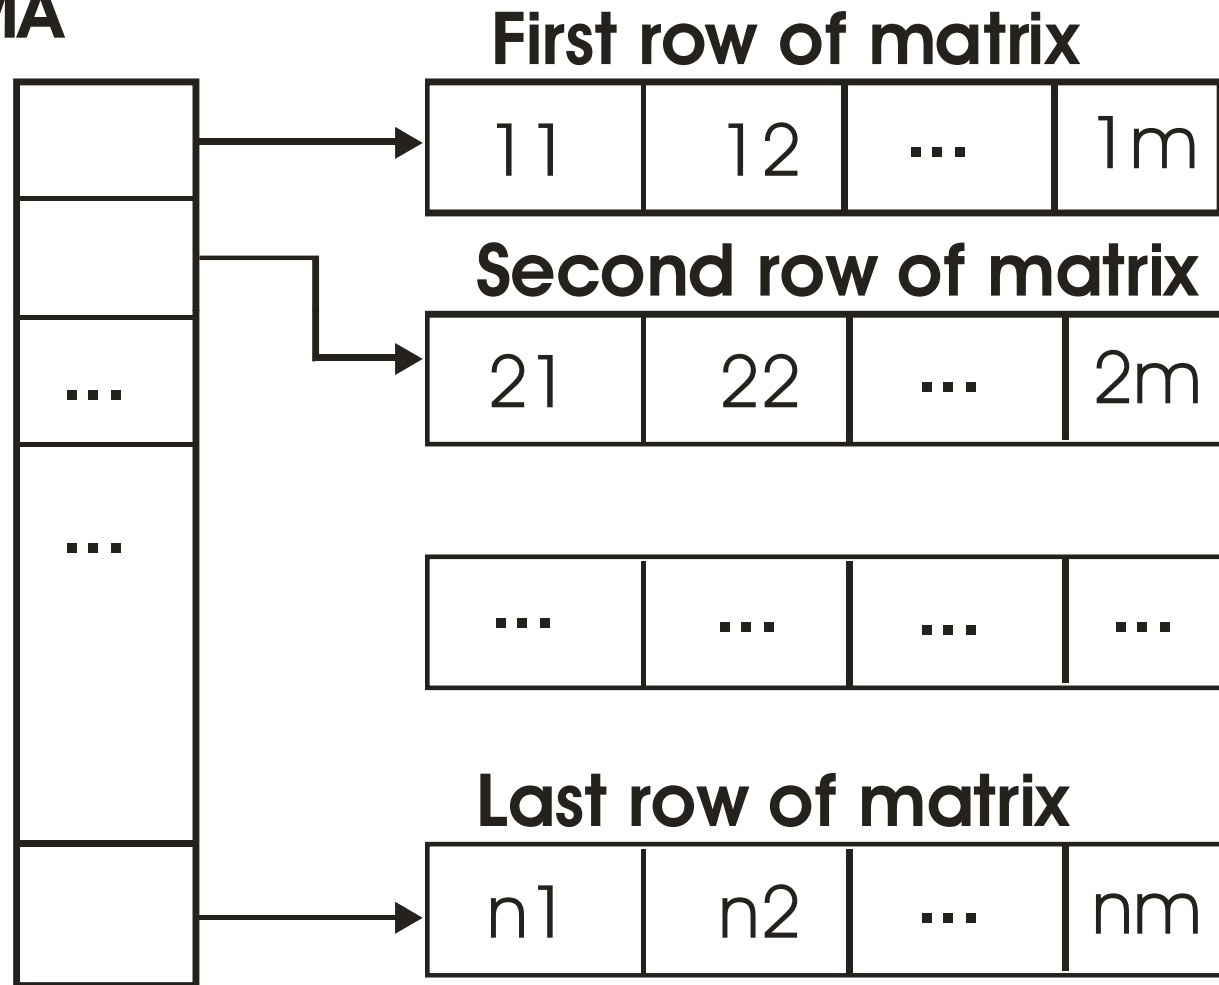 MA
First row of matrix
11 12 ... 1m
Second row of matrix
21 22 ... 2m
...
...
... ... ... ...
Last row of matrix
n1 n2 ... nm